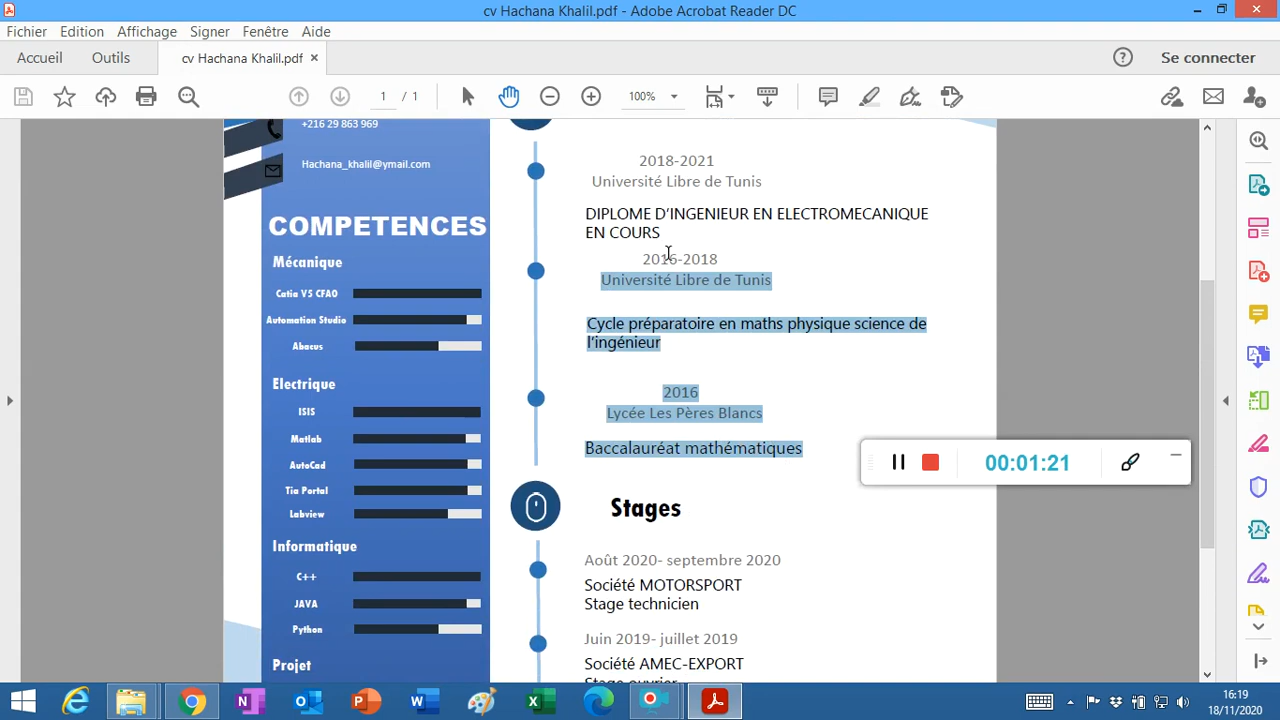 cv Hachana Khalil.pdf - Adobe Acrobat Reader DC
Fichier Edition Affichage Signer Fenêtre Aide
Accueil Outils cv Hachana Khalil.pdf × Se connecter
1 / 1 100%
+216 29 863 969
Hachana_khalil@ymail.com
COMPETENCES
Mécanique
Catia V5 CFAO
Automation Studio
Abacus
Electrique
ISIS
Matlab
AutoCad
Tia Portal
Labview
Informatique
C++
JAVA
Python
Projet
2018-2021
Université Libre de Tunis
DIPLOME D'INGENIEUR EN ELECTROMECANIQUE
EN COURS
2016-2018
Université Libre de Tunis
Cycle préparatoire en maths physique science de
l'ingénieur
2016
Lycée Les Pères Blancs
Baccalauréat mathématiques
Stages
Août 2020- septembre 2020
Société MOTORSPORT
Stage technicien
Juin 2019- juillet 2019
Société AMEC-EXPORT
Stage ouvrier
00:01:21
16:19
18/11/2020